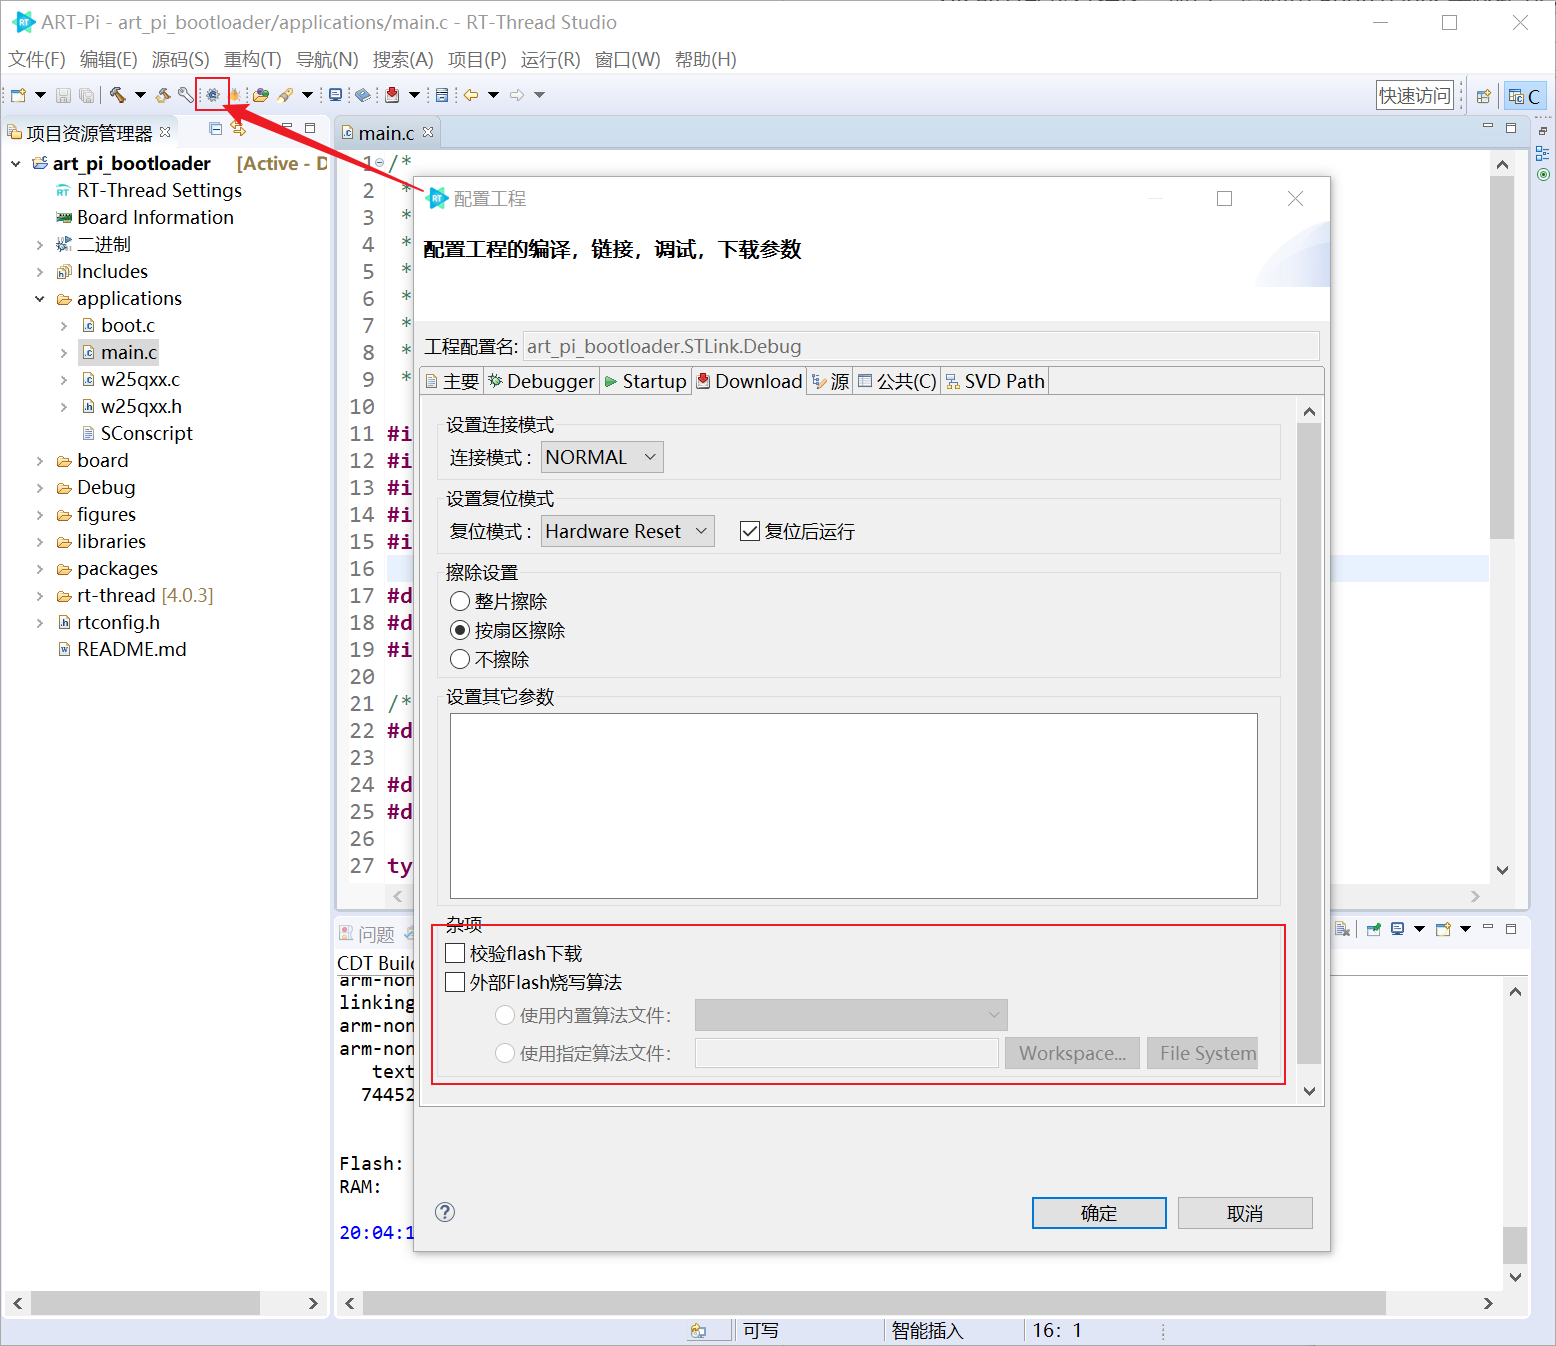 ART-Pi - art_pi_bootloader/applications/main.c - RT-Thread Studio
文件(F) 编辑(E) 源码(S) 重构(T) 导航(N) 搜索(A) 项目(P) 运行(R) 窗口(W) 帮助(H)
快速访问 C
项目资源管理器
art_pi_bootloader [Active - D
RT-Thread Settings
Board Information
二进制
Includes
applications
boot.c
main.c
w25qxx.c
w25qxx.h
SConscript
board
Debug
figures
libraries
packages
rt-thread [4.0.3]
rtconfig.h
README.md
main.c
1 /*
2 *
3 *
4 *
5 *
6 *
7 *
8 *
9 *
10
11 #i
12 #i
13 #i
14 #i
15 #i
16
17 #d
18 #d
19 #i
20
21 /*
22 #d
23
24 #d
25 #d
26
27 ty
配置工程
配置工程的编译，链接，调试，下载参数
工程配置名: art_pi_bootloader.STLink.Debug
主要 Debugger Startup Download 源 公共(C) SVD Path
设置连接模式
连接模式： NORMAL
设置复位模式
复位模式： Hardware Reset 复位后运行
擦除设置
整片擦除
按扇区擦除
不擦除
设置其它参数
杂项
校验flash下载
外部Flash烧写算法
使用内置算法文件：
使用指定算法文件： Workspace... File System
确定 取消
问题
CDT Buil
arm-non
linking
arm-non
arm-non
text
74452
Flash:
RAM:
20:04:1
可写 智能插入 16：1